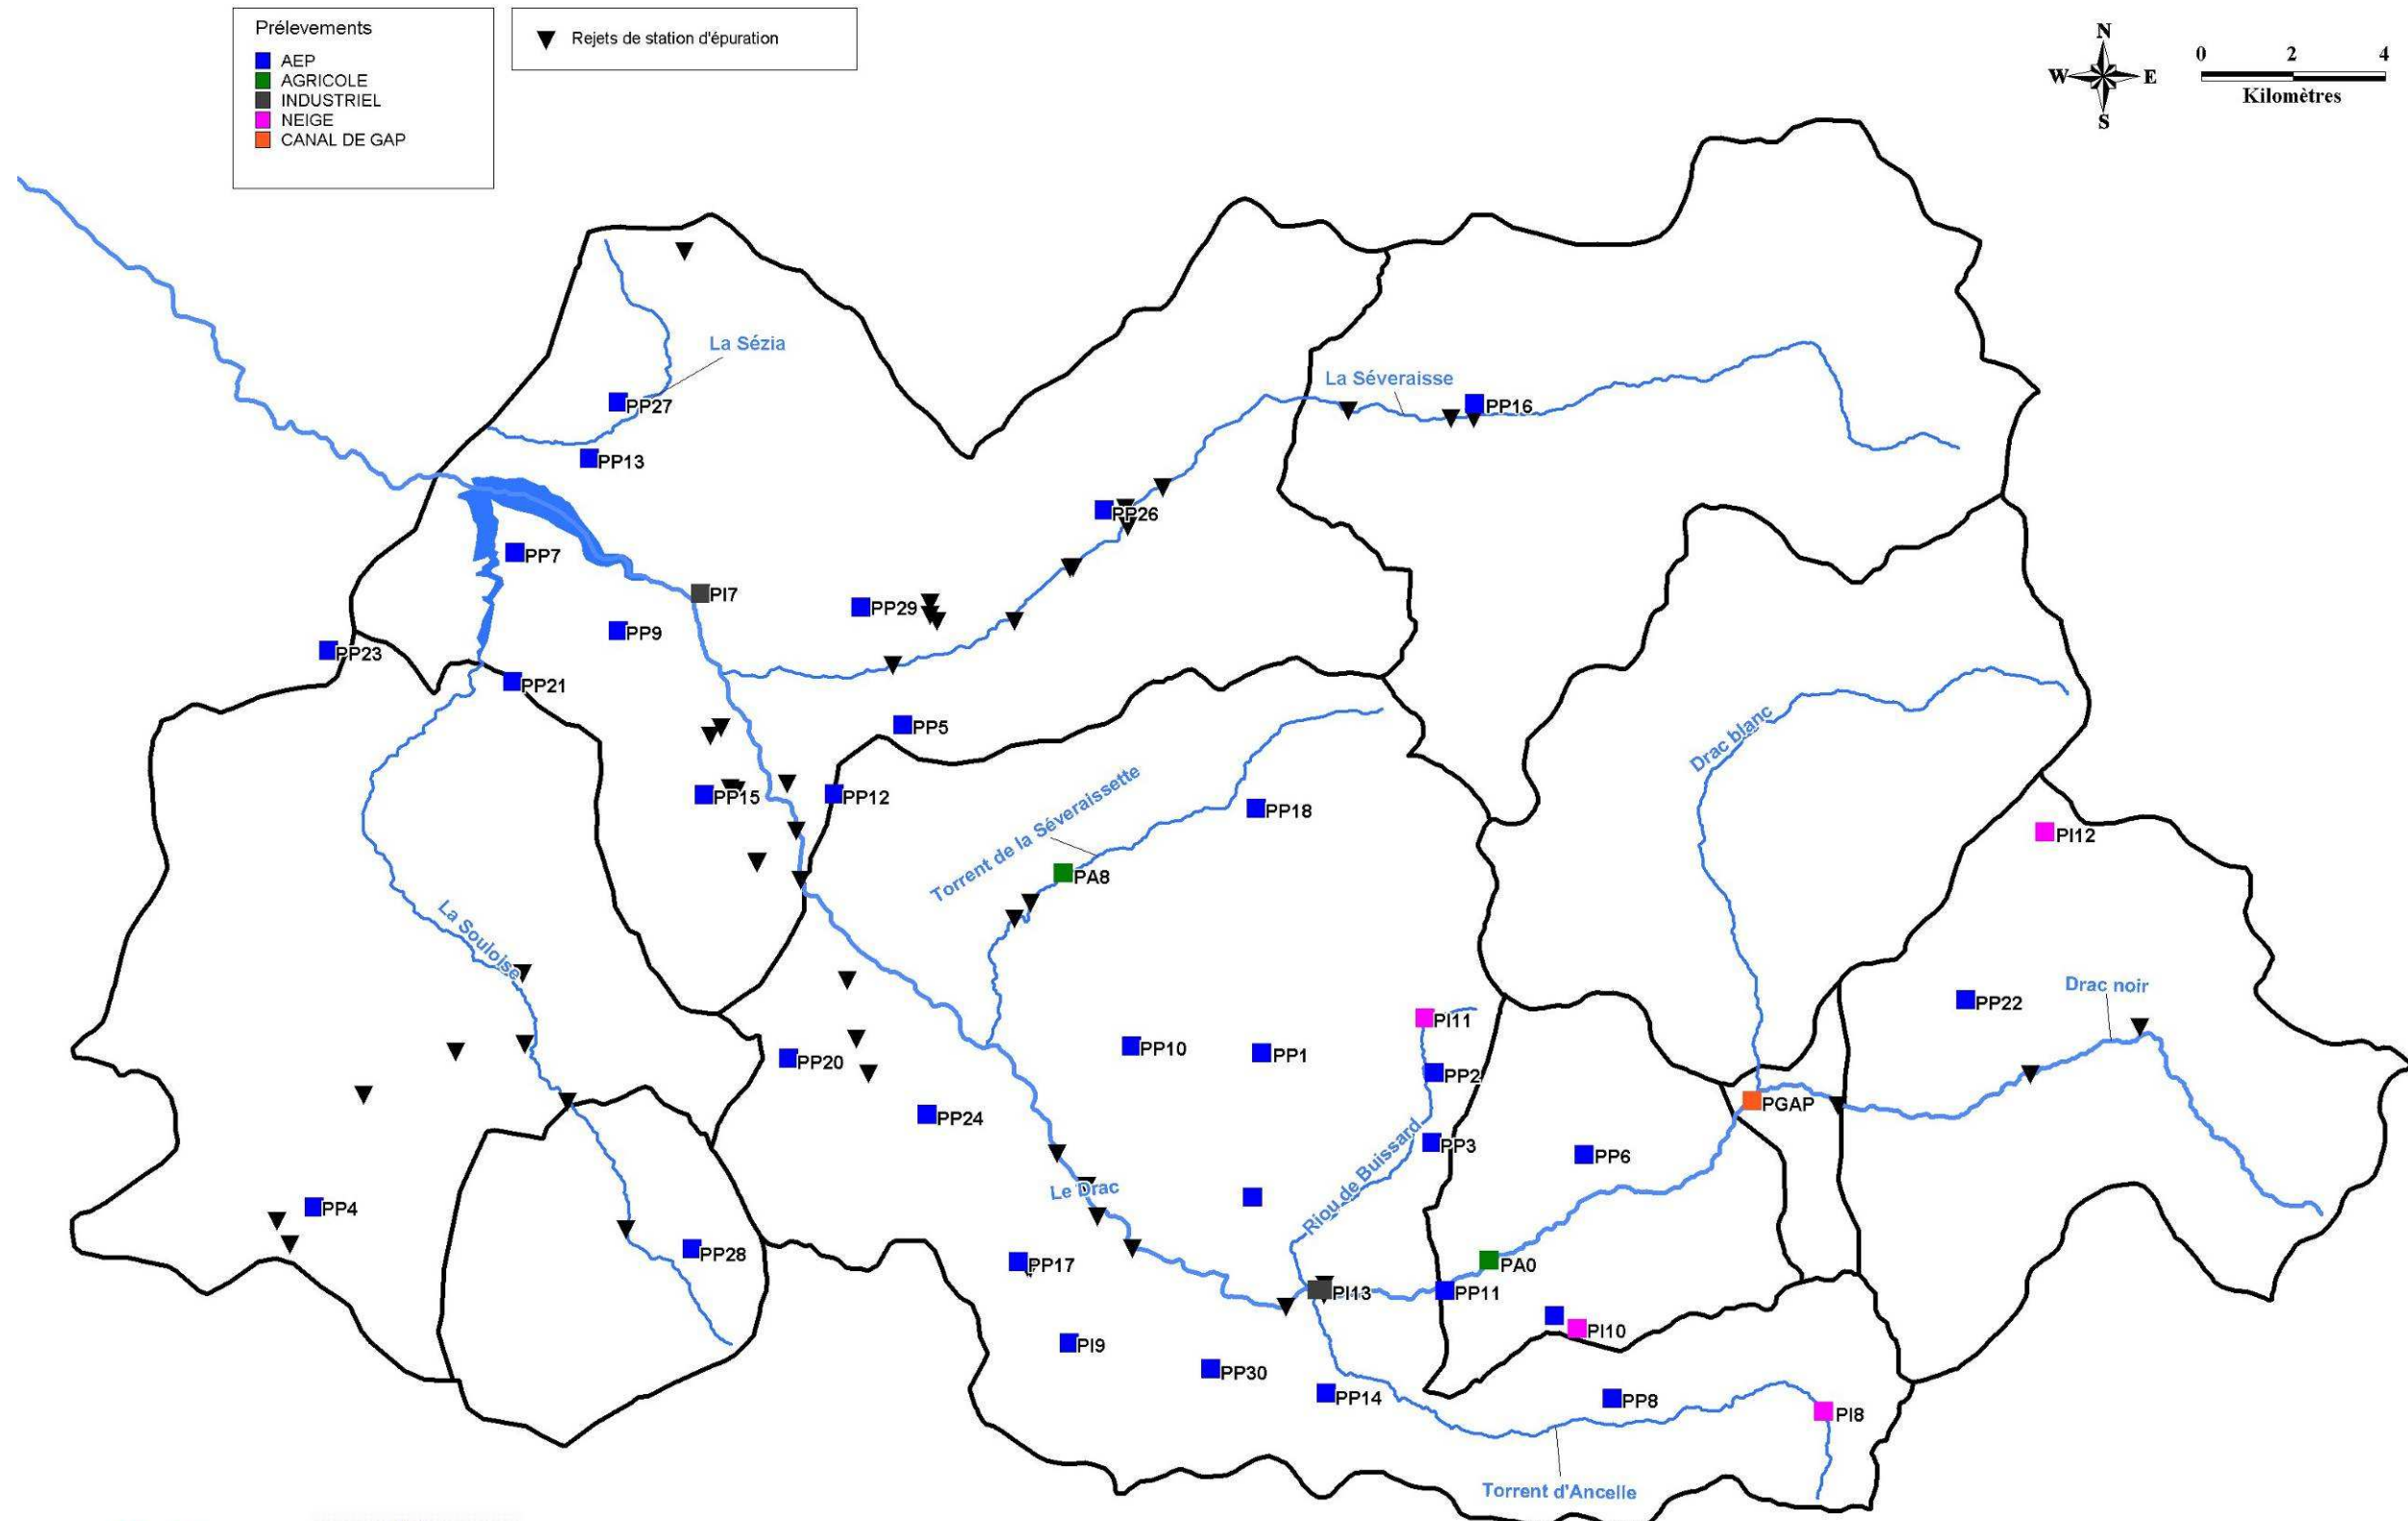 Prélevements
AEP
AGRICOLE
INDUSTRIEL
NEIGE
CANAL DE GAP
Rejets de station d'épuration
N
W E
S
0 2 4
Kilomètres
La Sézia
La Séveraisse
PP27
PP16
PP13
PP26
PP7
PI7
PP29
PP9
PP23
PP21
PP5
Drac blanc
PP15
PP12
Torrent de la Séveraissette
PP18
PI12
PA8
La Souloise
Drac noir
PP22
PI11
PP10
PP1
PP20
PP2
PGAP
PP24
PP3
PP6
Riou de Buissard
Le Drac
PP4
PP28
PP17
PA0
PI13
PP11
PI10
PI9
PP30
PP14
PP8
PI8
Torrent d'Ancelle